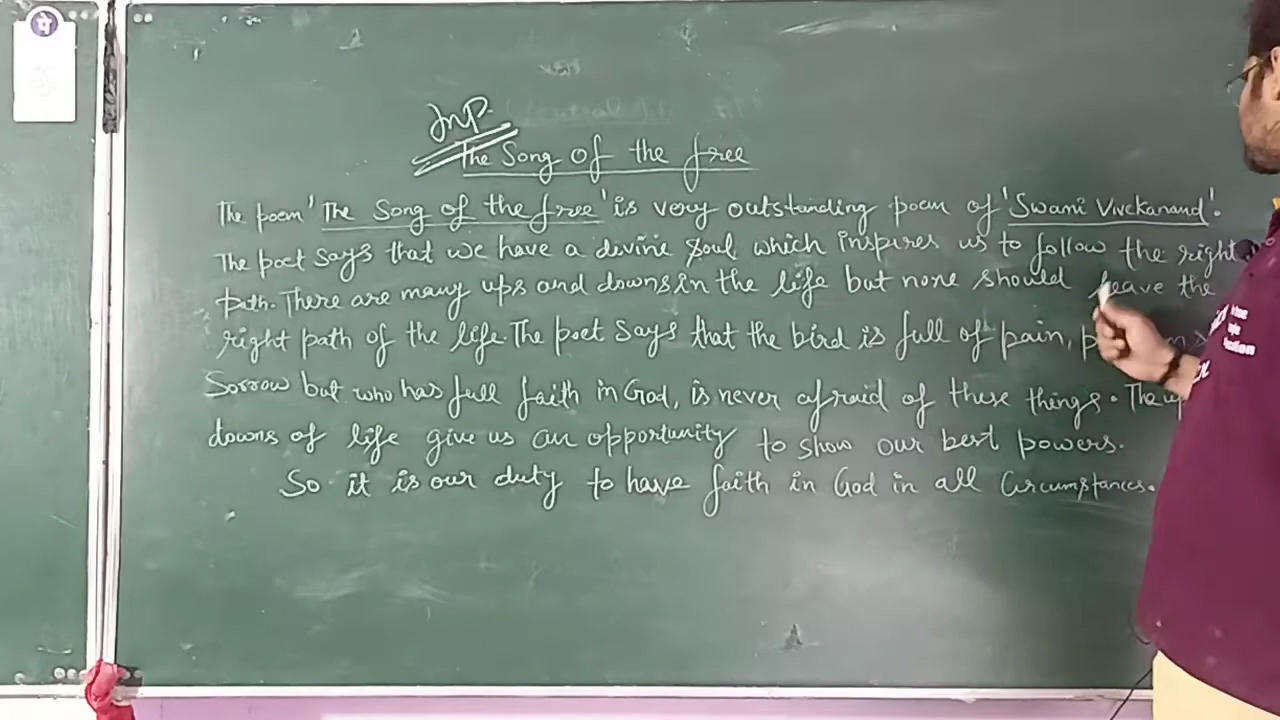 पे
Imp.
The Song of the free
The poem 'The Song of the free' is very outstanding poem of 'Swami Vivekanand'.
The poet says that we have a divine soul which inspires us to follow the right
path. There are many ups and downs in the life but none should leave the
right path of the life. The poet says that the bird is full of pain,
Sorrow but who has full faith in God, is never afraid of these things. The
downs of life give us an opportunity to show our best powers.
So it is our duty to have faith in God in all Circumstances.